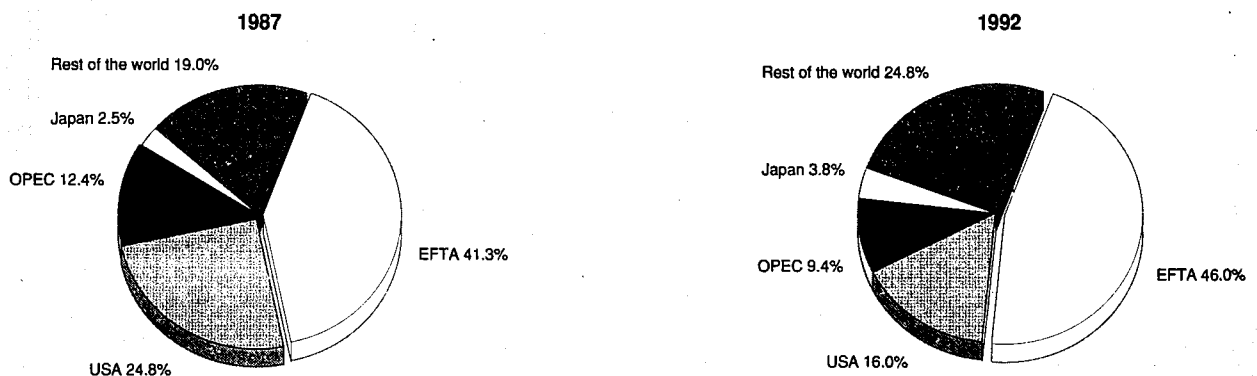 1987
Rest of the world 19.0%
Japan 2.5%
OPEC 12.4%
EFTA 41.3%
USA 24.8%
1992
Rest of the world 24.8%
Japan 3.8%
OPEC 9.4%
EFTA 46.0%
USA 16.0%